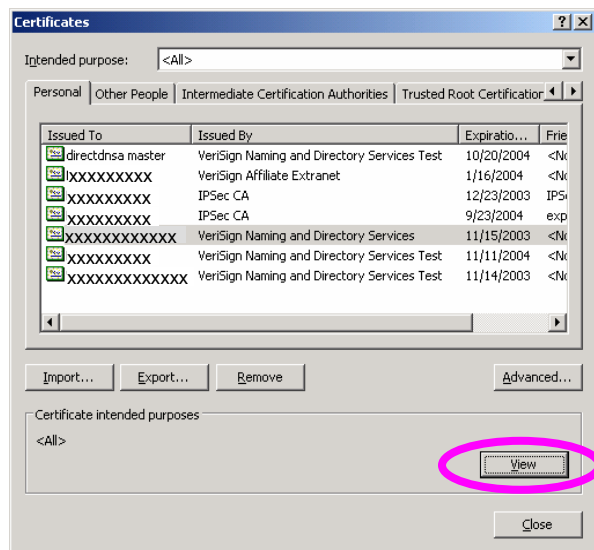 Certificates
Intended purpose: <All>
Personal Other People Intermediate Certification Authorities Trusted Root Certification
Issued To Issued By Expiratio... Frie
directdnsa master VeriSign Naming and Directory Services Test 10/20/2004 <No
XXXXXXXXX VeriSign Affiliate Extranet 1/16/2004 <No
XXXXXXXXX IPSec CA 12/23/2003 IPS
XXXXXXXXX IPSec CA 9/23/2004 exp
XXXXXXXXXXXX VeriSign Naming and Directory Services 11/15/2003 <No
XXXXXXXXX VeriSign Naming and Directory Services Test 11/11/2004 <No
XXXXXXXXXXXXX VeriSign Naming and Directory Services Test 11/14/2003 <No
Import... Export... Remove Advanced...
Certificate intended purposes
<All>
View
Close